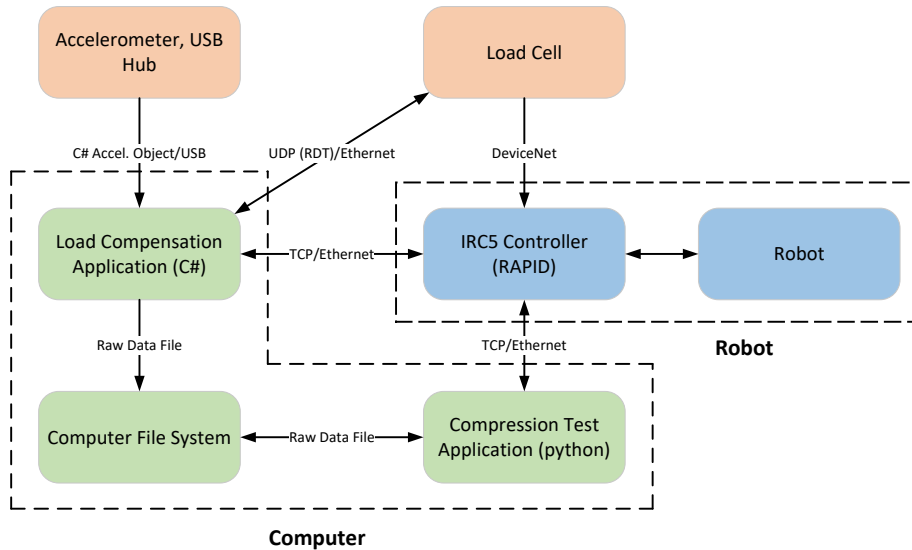 Accelerometer, USB
Hub
Load Cell
C# Accel. Object/USB
UDP (RDT)/Ethernet
DeviceNet
Load Compensation
Application (C#)
TCP/Ethernet
IRC5 Controller
(RAPID)
Robot
Raw Data File
TCP/Ethernet
Robot
Computer File System
Raw Data File
Compression Test
Application (python)
Computer